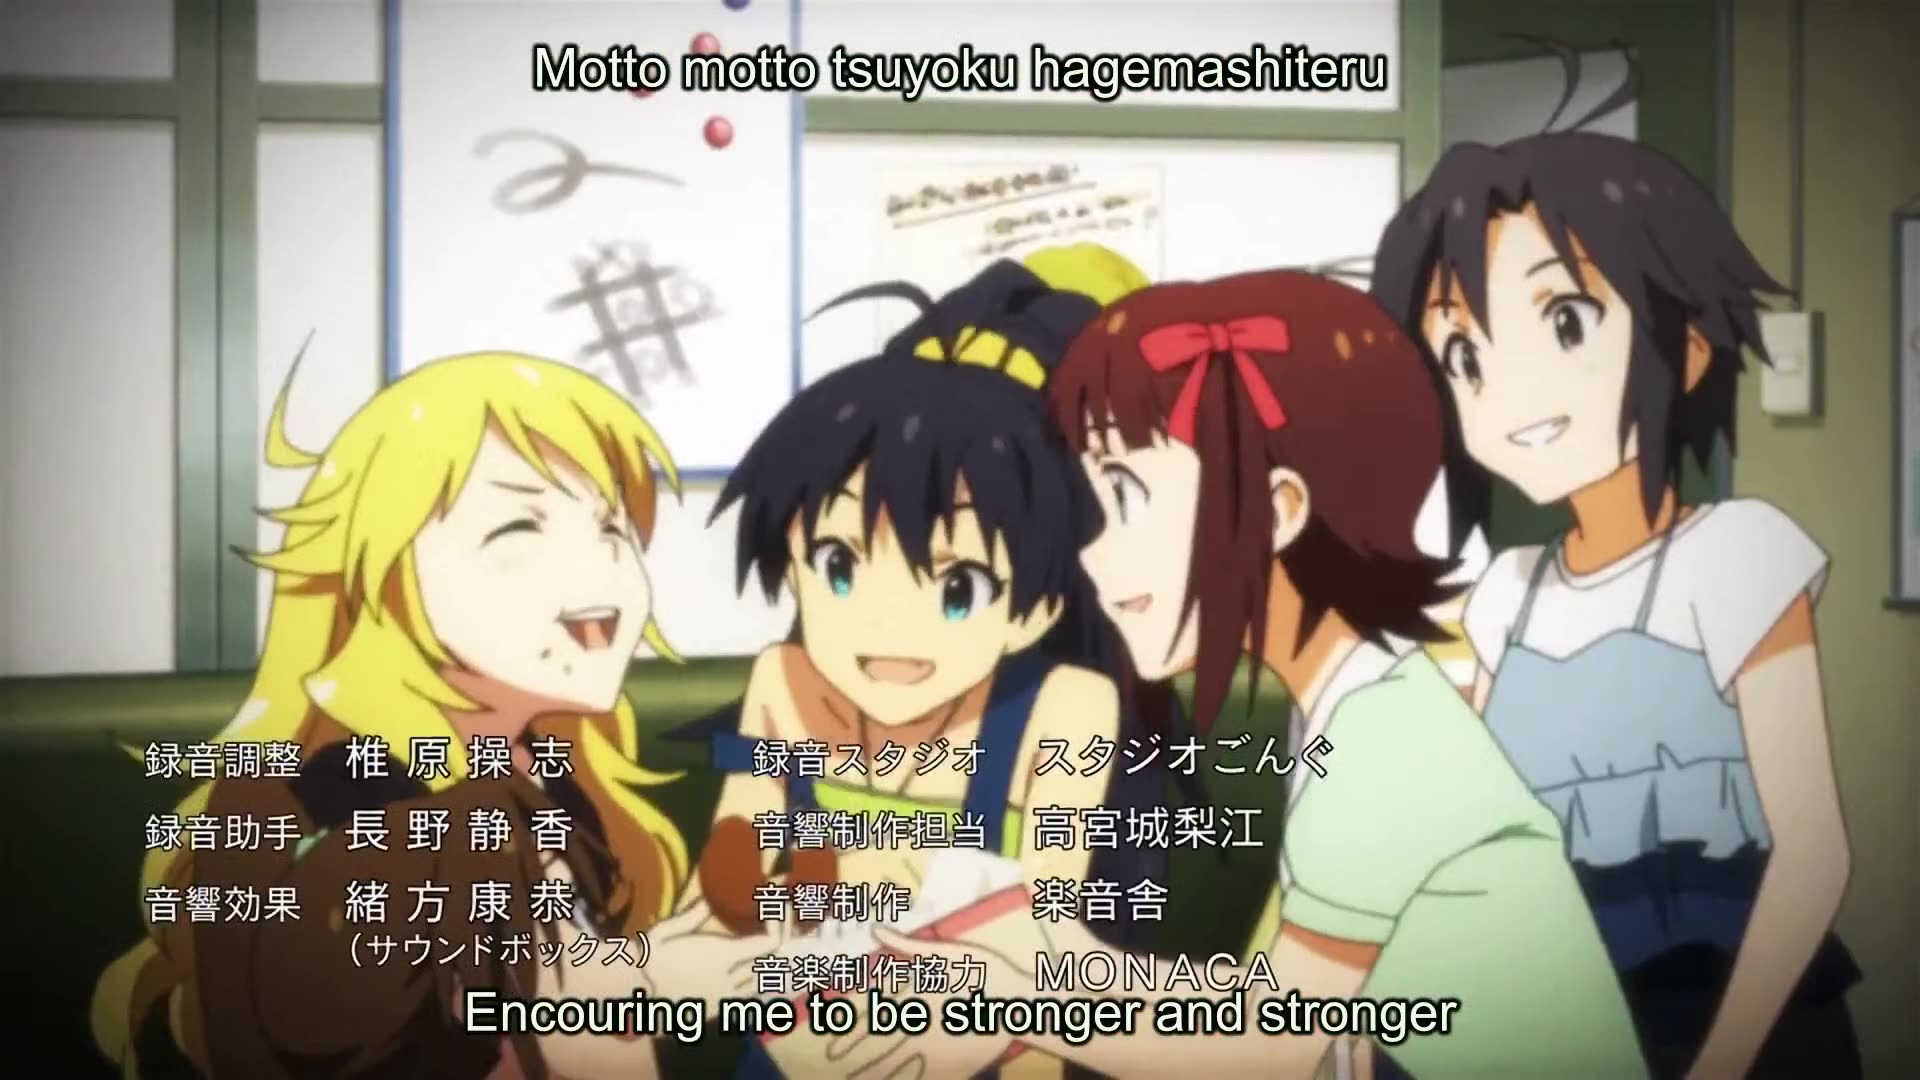 Motto motto tsuyoku hagemashiteru
録音調整 椎原操志
録音助手 長野静香
音響効果 緒方康恭
(サウンドボックス)
録音スタジオ スタジオごんぐ
音響制作担当 高宮城梨江
音響制作 楽音舎
音楽制作協力 MONACA
Encouring me to be stronger and stronger